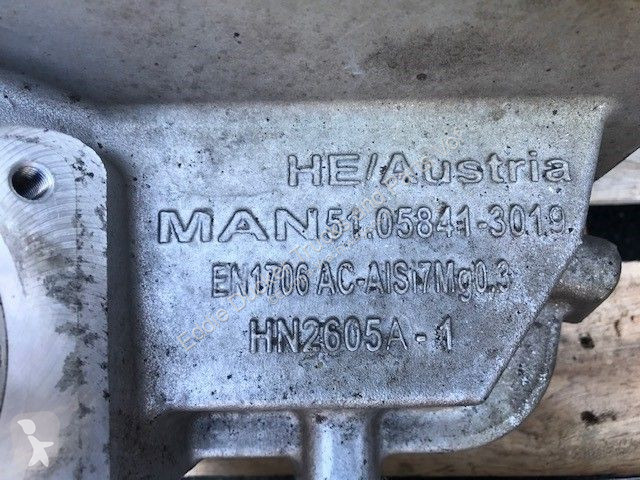 HE/Austria
MAN51.05841-3019
EN1706 AC-AlSi7Mg0.3
HN2605A-1